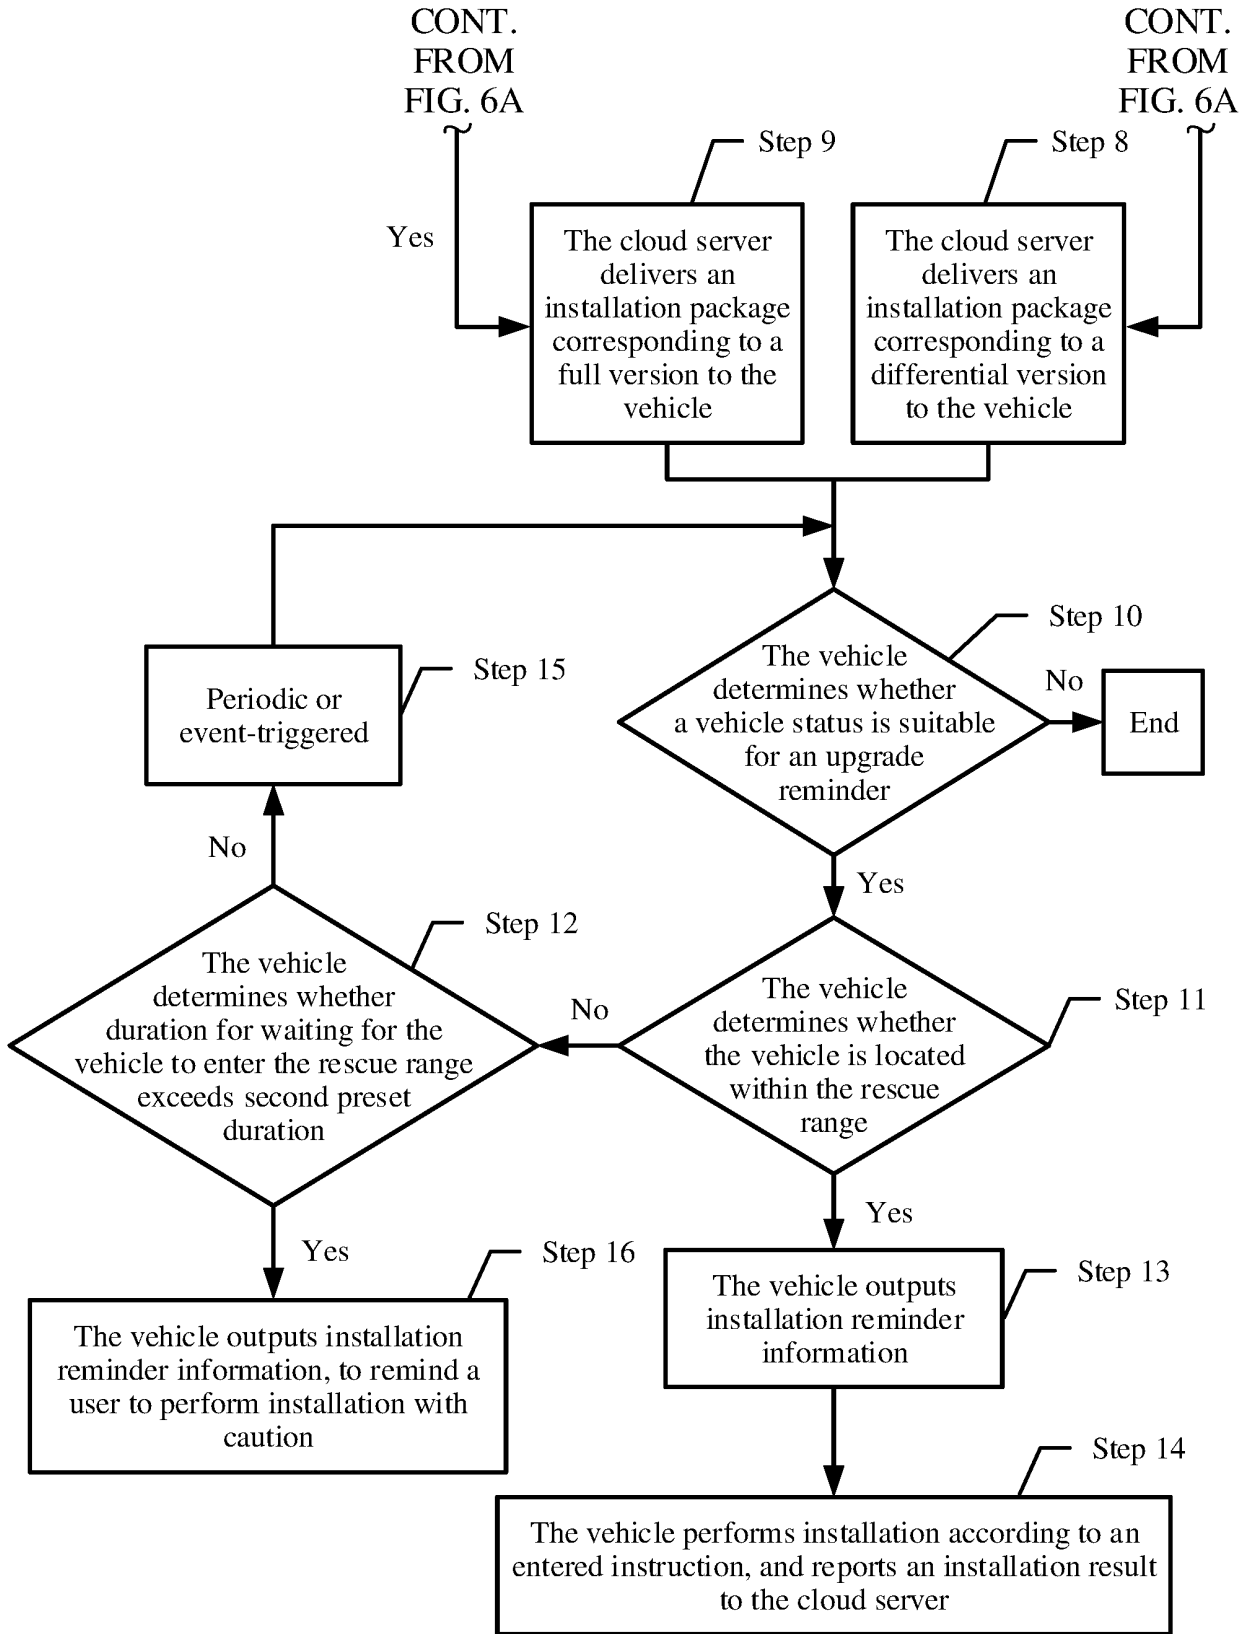 CONT.
FROM
FIG. 6A
CONT.
FROM
FIG. 6A
Step 9
Step 8
Yes
The cloud server
delivers an
installation package
corresponding to a
full version to the
vehicle
The cloud server
delivers an
installation package
corresponding to a
differential version
to the vehicle
Step 10
The vehicle
determines whether
a vehicle status is suitable
for an upgrade
reminder
No
End
Step 15
Periodic or
event-triggered
No
Yes
Step 12
The vehicle
determines whether
duration for waiting for the
vehicle to enter the rescue range
exceeds second preset
duration
No
Step 11
The vehicle
determines whether
the vehicle is located
within the rescue
range
Yes
Yes
Step 16
The vehicle outputs installation
reminder information, to remind a
user to perform installation with
caution
Step 13
The vehicle outputs
installation reminder
information
Step 14
The vehicle performs installation according to an
entered instruction, and reports an installation result
to the cloud server